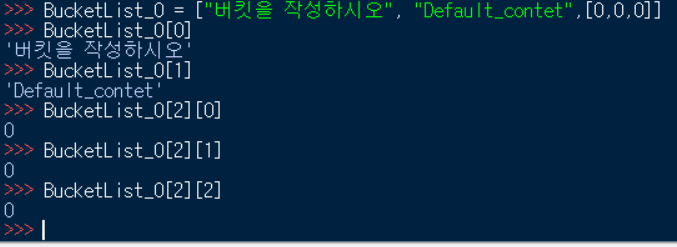 >>> BucketList_0 = ["버킷을 작성하시오", "Default_contet",[0,0,0]]
>>> BucketList_0[0]
'버킷을 작성하시오'
>>> BucketList_0[1]
'Default_contet'
>>> BucketList_0[2][0]
0
>>> BucketList_0[2][1]
0
>>> BucketList_0[2][2]
0
>>>